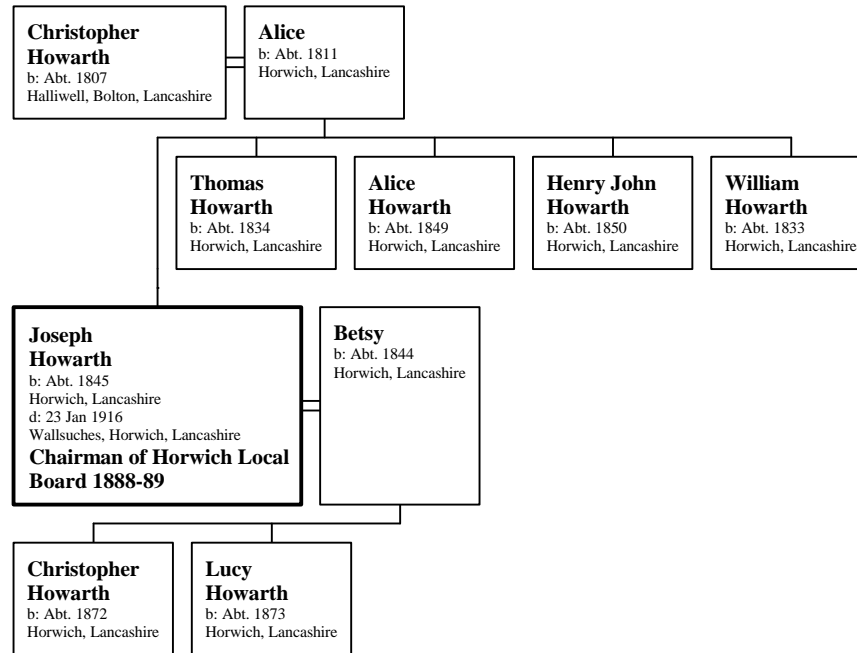 Christopher
Howarth
b: Abt. 1807
Halliwell, Bolton, Lancashire
Alice
b: Abt. 1811
Horwich, Lancashire
Thomas
Howarth
b: Abt. 1834
Horwich, Lancashire
Alice
Howarth
b: Abt. 1849
Horwich, Lancashire
Henry John
Howarth
b: Abt. 1850
Horwich, Lancashire
William
Howarth
b: Abt. 1833
Horwich, Lancashire
Joseph
Howarth
b: Abt. 1845
Horwich, Lancashire
d: 23 Jan 1916
Wallsuches, Horwich, Lancashire
Chairman of Horwich Local
Board 1888-89
Betsy
b: Abt. 1844
Horwich, Lancashire
Christopher
Howarth
b: Abt. 1872
Horwich, Lancashire
Lucy
Howarth
b: Abt. 1873
Horwich, Lancashire